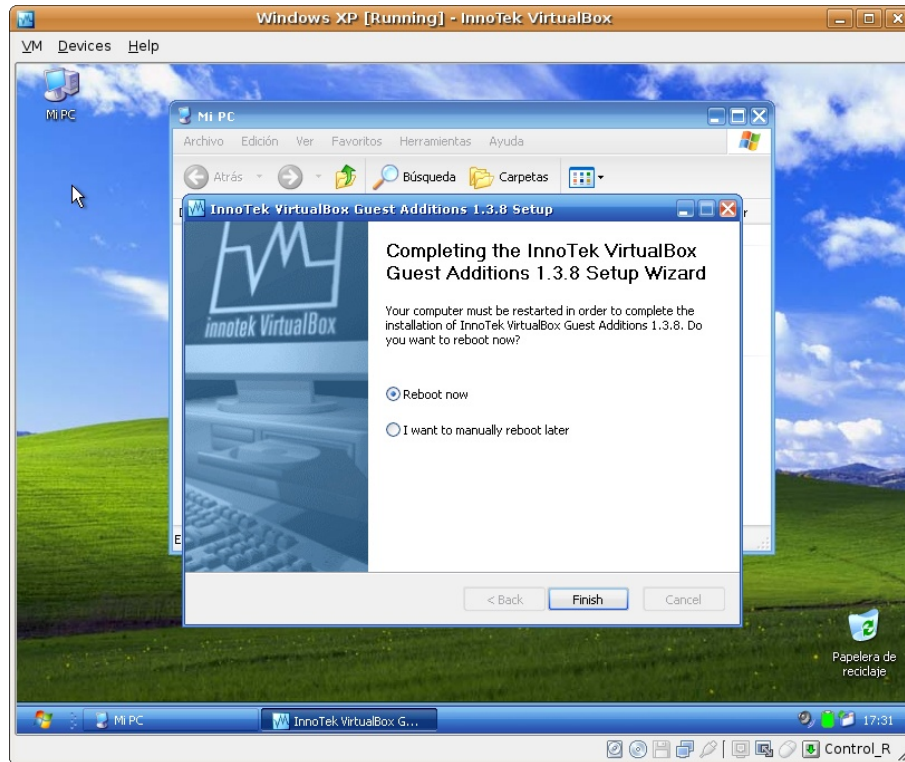 Windows XP [Running] - InnoTek VirtualBox
VM Devices Help
Mi PC
Mi PC
Archivo Edición Ver Favoritos Herramientas Ayuda
Atrás Búsqueda Carpetas
InnoTek VirtualBox Guest Additions 1.3.8 Setup
innotek VirtualBox
Completing the InnoTek VirtualBox
Guest Additions 1.3.8 Setup Wizard
Your computer must be restarted in order to complete the
installation of InnoTek VirtualBox Guest Additions 1.3.8. Do
you want to reboot now?
Reboot now
I want to manually reboot later
< Back Finish Cancel
Papelera de
reciclaje
Mi PC InnoTek VirtualBox G... 17:31
Control_R